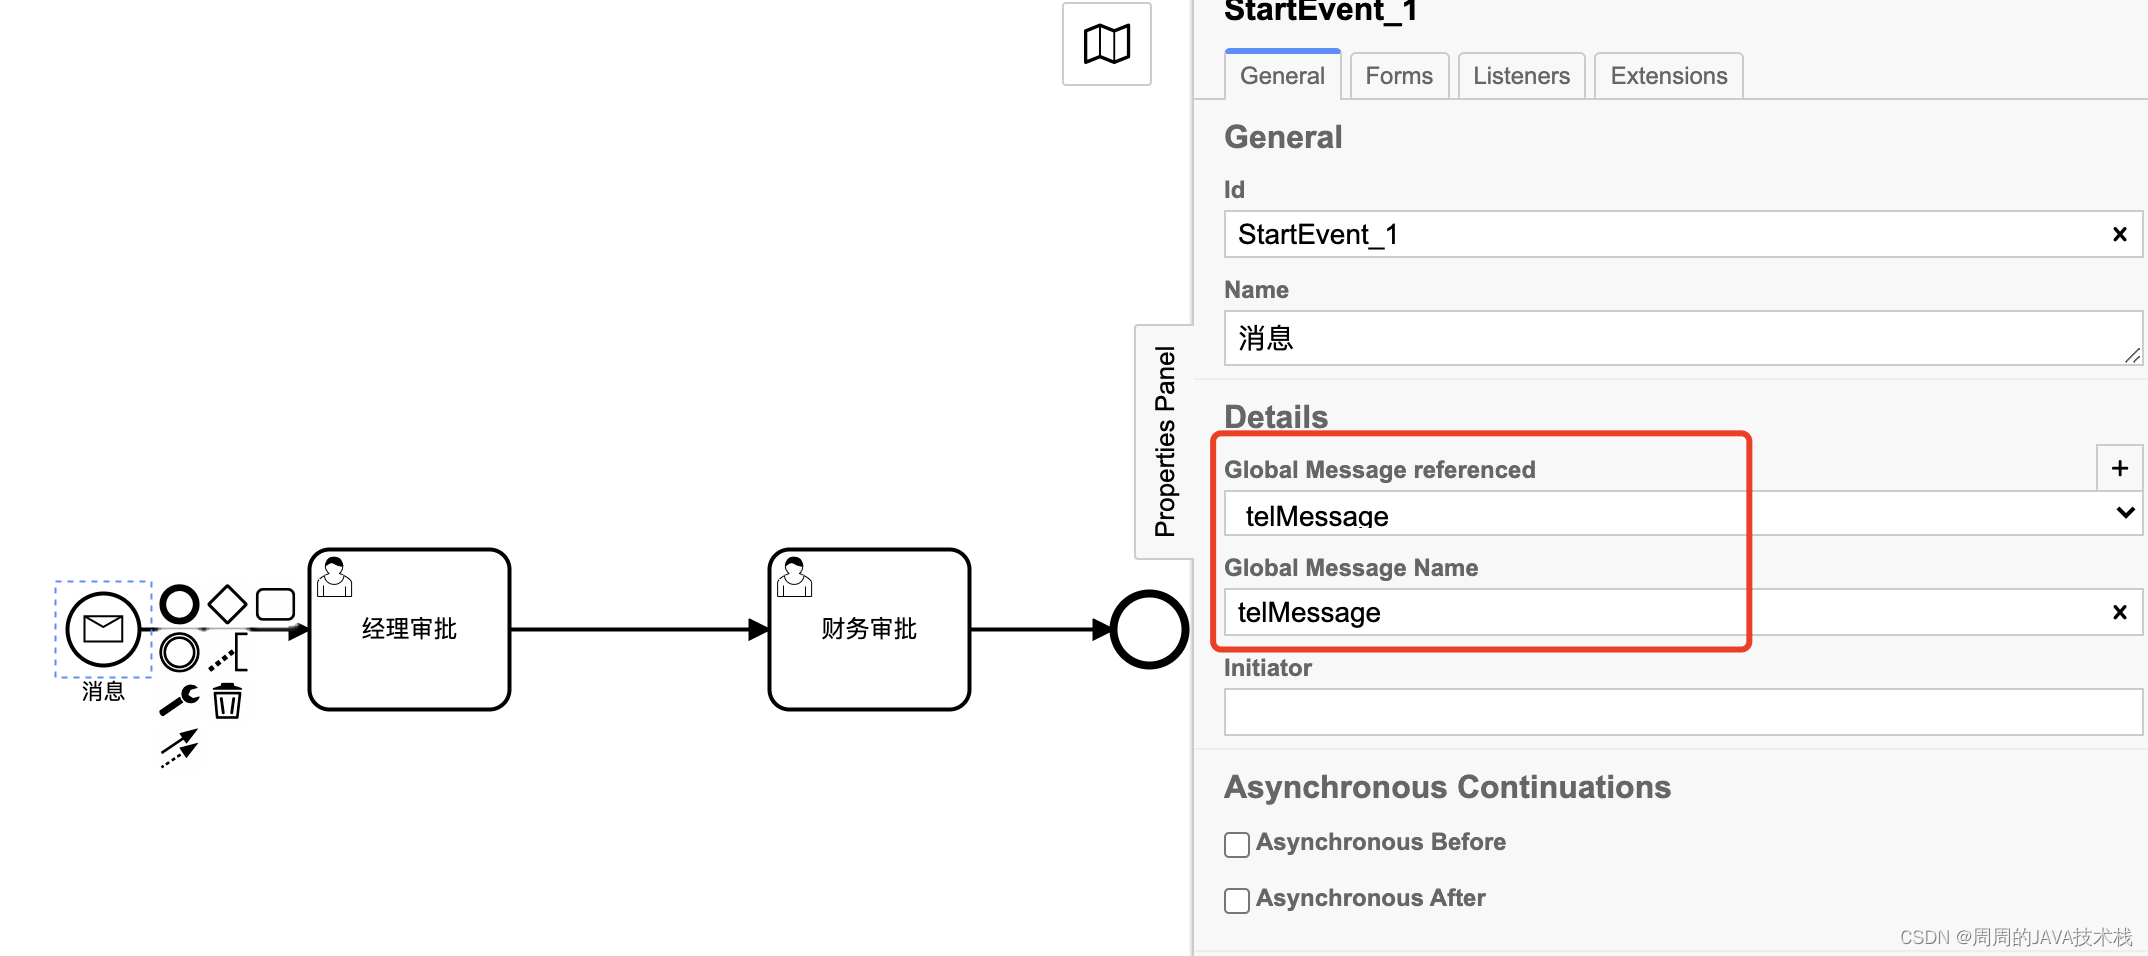 StartEvent_1
General
Forms
Listeners
Extensions
General
Id
StartEvent_1
Name
消息
Properties Panel
Details
Global Message referenced
telMessage
Global Message Name
telMessage
Initiator
Asynchronous Continuations
Asynchronous Before
Asynchronous After
消息
经理审批
财务审批
CSDN @周周的JAVA技术栈